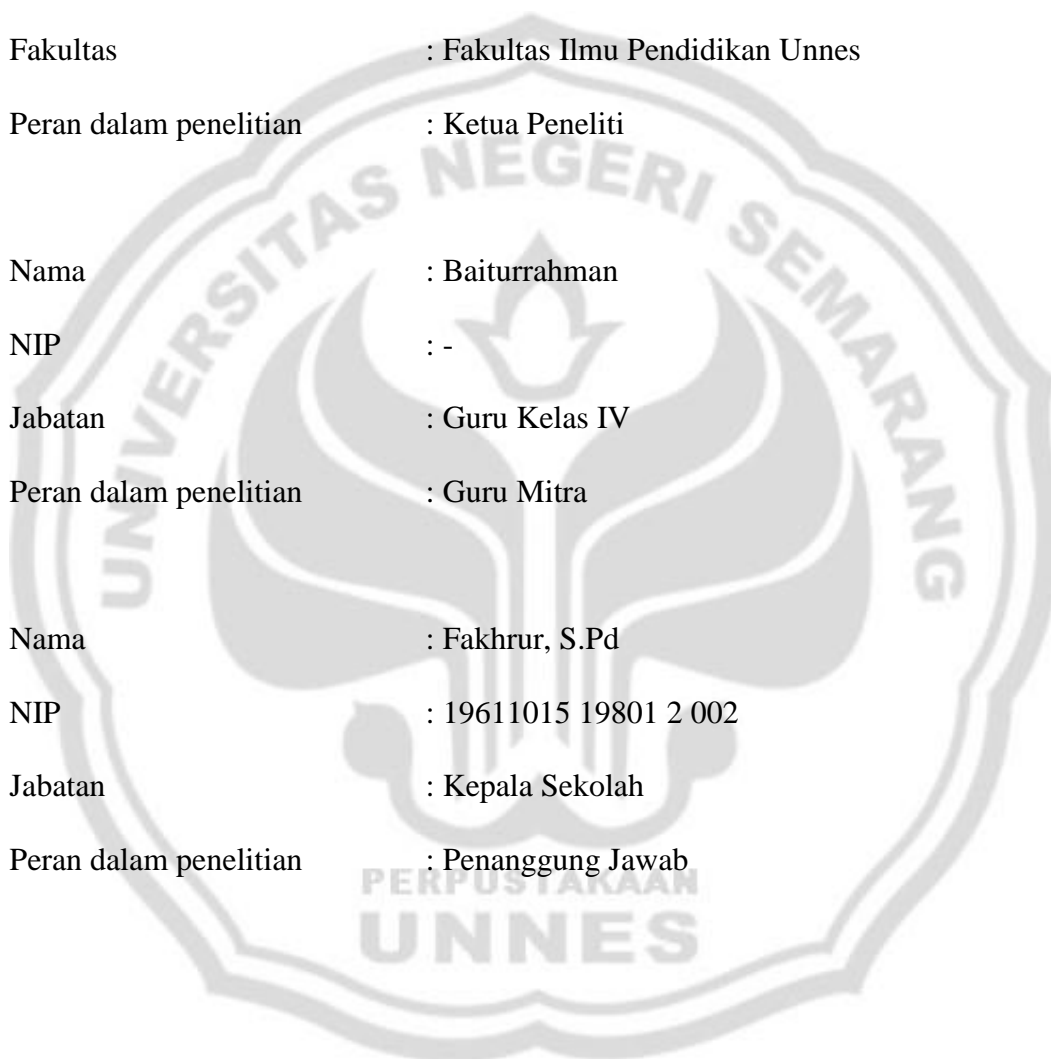 Fakultas : Fakultas Ilmu Pendidikan Unnes
Peran dalam penelitian : Ketua Peneliti
UNIVERSITAS NEGERI SEMARANG
Nama : Baiturrahman
NIP : -
Jabatan : Guru Kelas IV
Peran dalam penelitian : Guru Mitra
Nama : Fakhrur, S.Pd
NIP : 19611015 19801 2 002
Jabatan : Kepala Sekolah
Peran dalam penelitian : Penanggung Jawab
PERPUSTAKAAN
UNNES